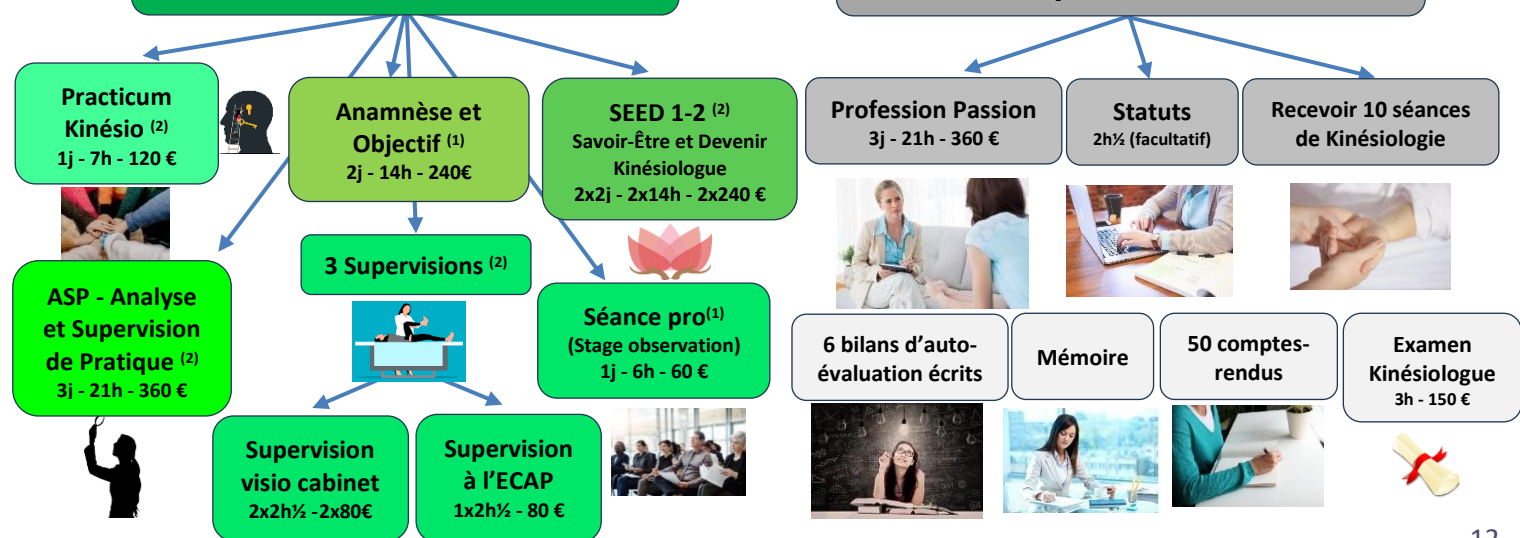 Practicum
Kinésio (2)
1j - 7h - 120 €
Anamnèse et
Objectif (1)
2j - 14h - 240€
SEED 1-2 (2)
Savoir-Être et Devenir
Kinésiologue
2x2j - 2x14h - 2x240 €
Profession Passion
3j - 21h - 360 €
Statuts
2h½ (facultatif)
Recevoir 10 séances
de Kinésiologie
3 Supervisions (2)
ASP - Analyse
et Supervision
de Pratique (2)
3j - 21h - 360 €
Séance pro(1)
(Stage observation)
1j - 6h - 60 €
6 bilans d’auto-
évaluation écrits
Mémoire
50 comptes-
rendus
Examen
Kinésiologue
3h - 150 €
Supervision
visio cabinet
2x2h½ -2x80€
Supervision
à l’ECAP
1x2h½ - 80 €
12